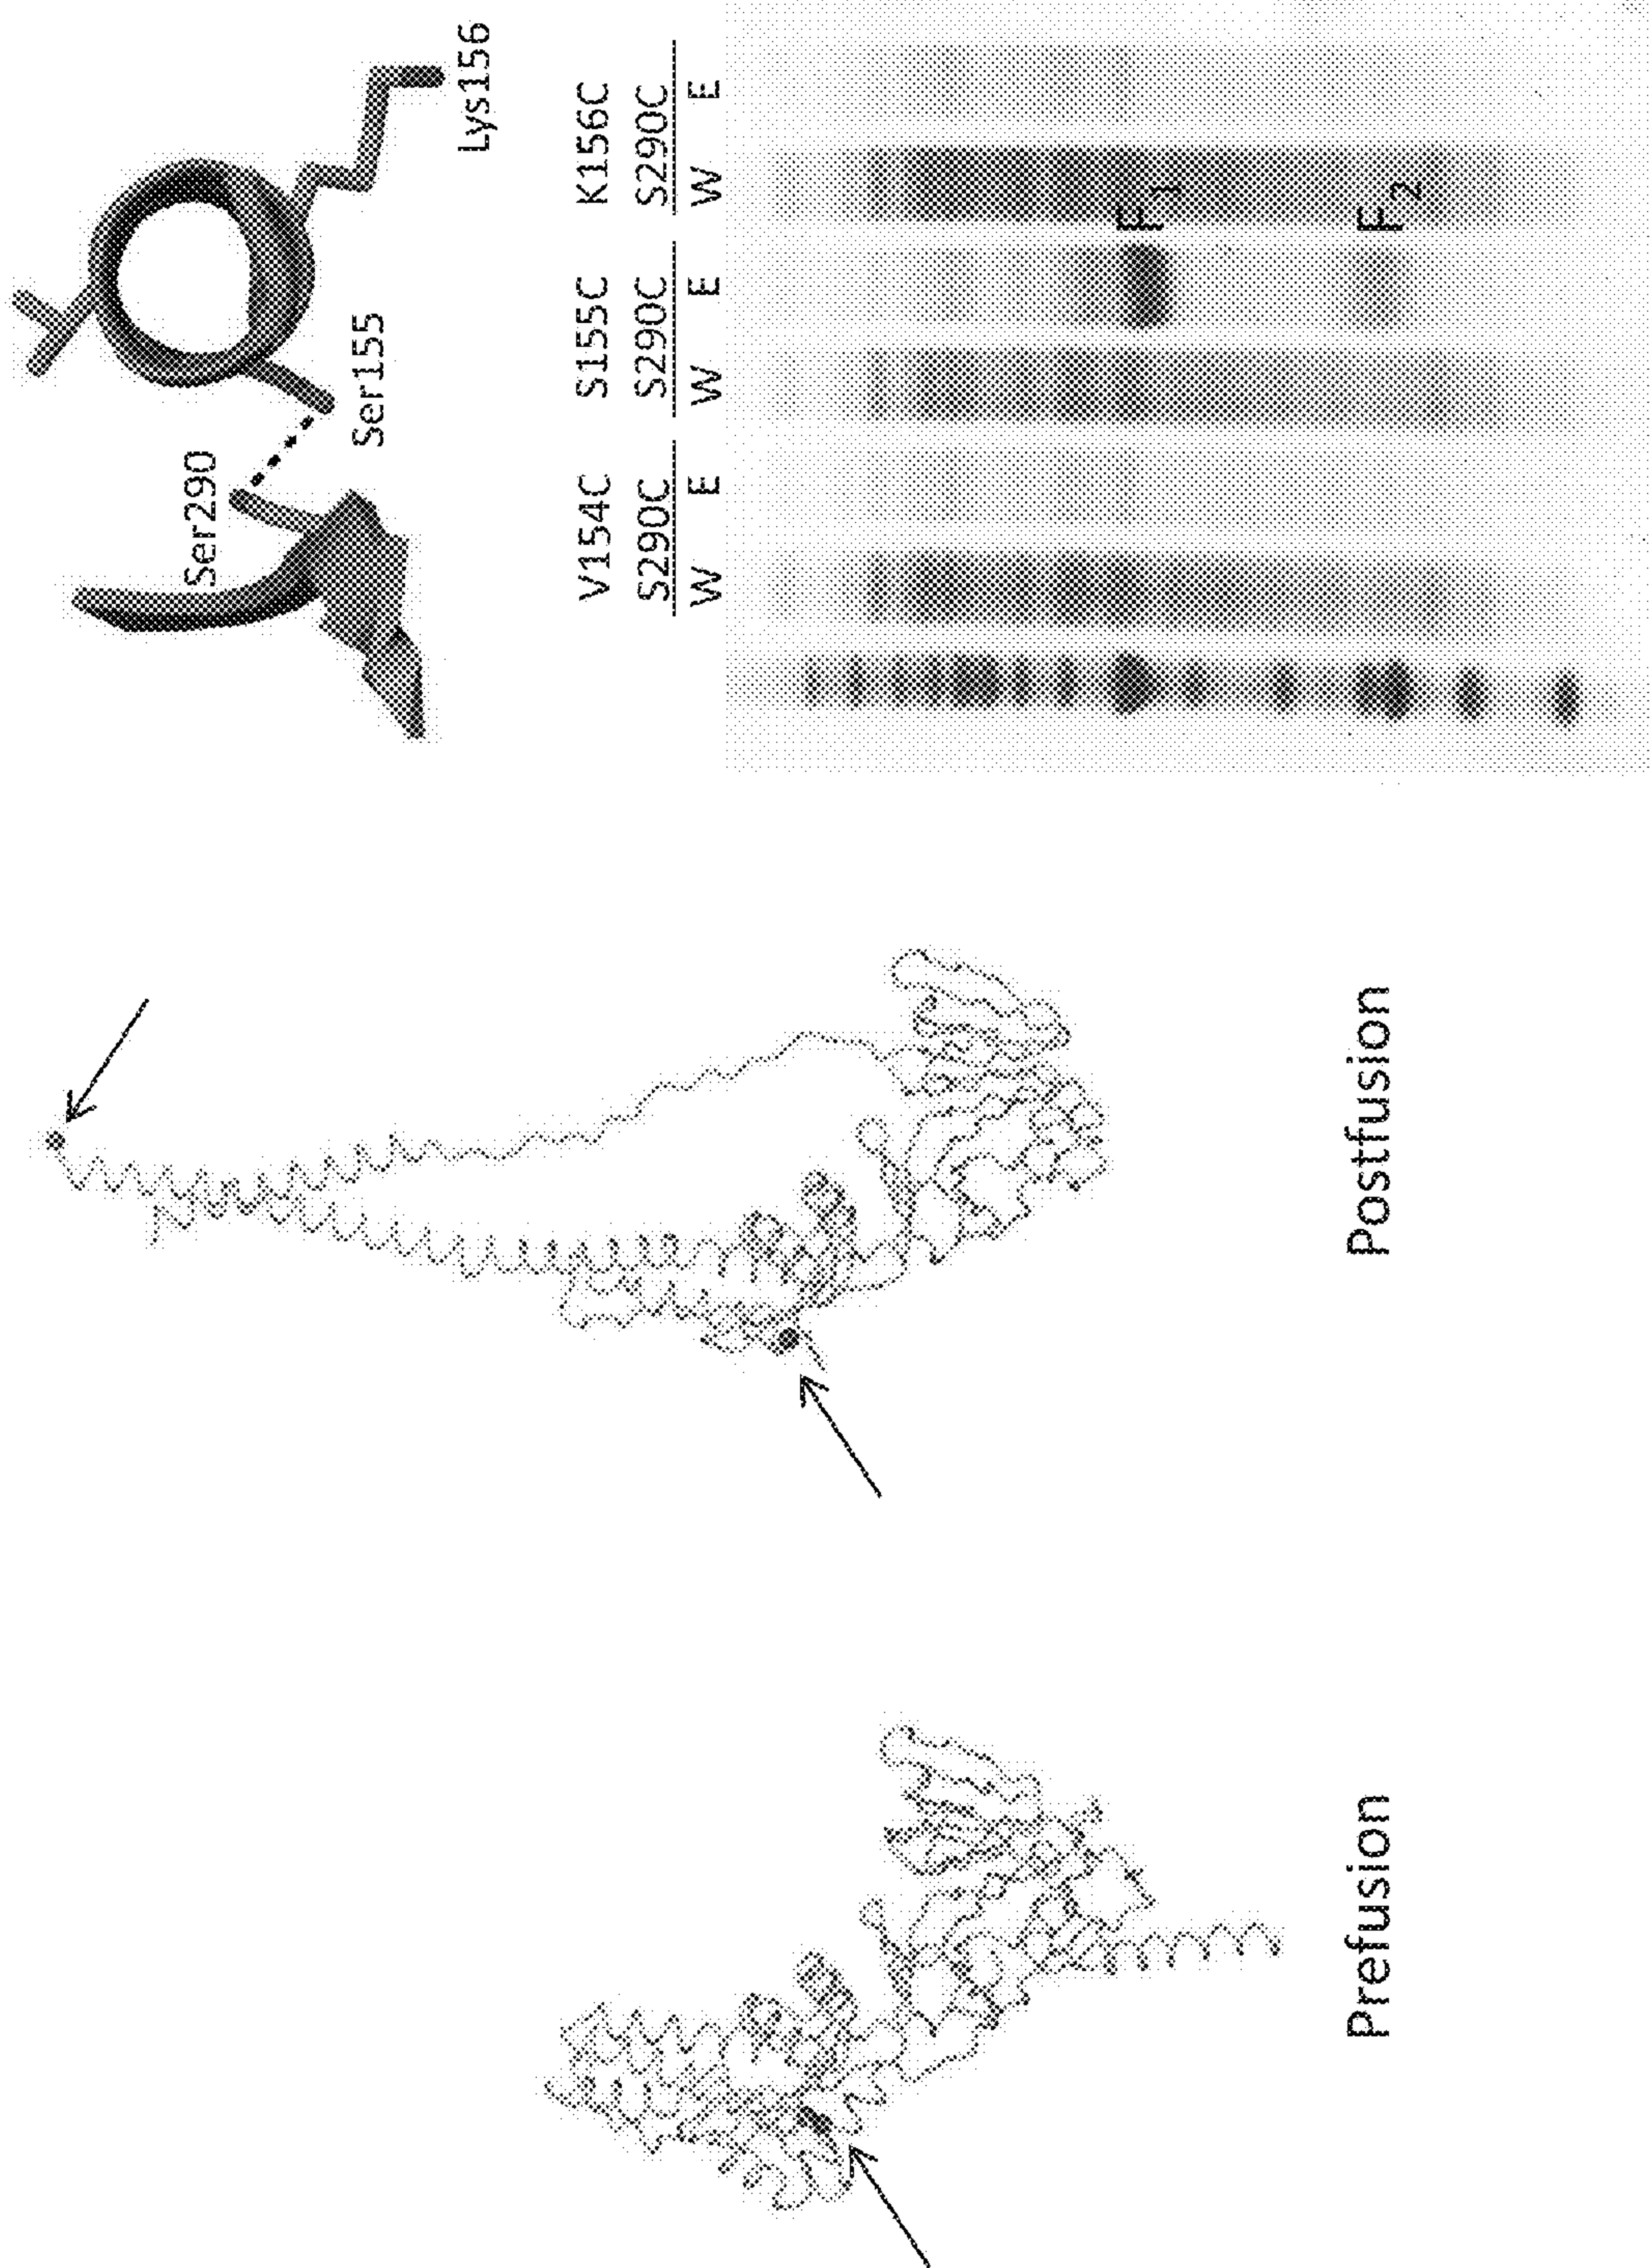 Ser290
Ser155
Lys156
V154C S155C K156C
S290C S290C S290C
W E W E W E
F1
F2
Prefusion
Postfusion